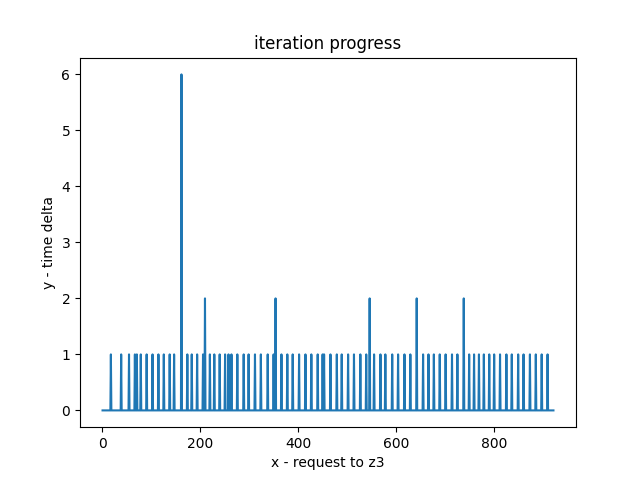 iteration progress
6
5
4
3
2
1
0
y - time delta
0 200 400 600 800
x - request to z3